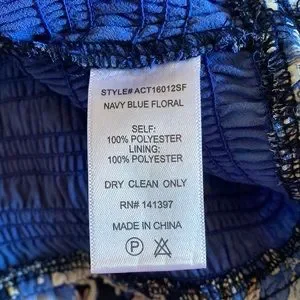 STYLE# ACT16012SF
NAVY BLUE FLORAL
SELF:
100% POLYESTER
LINING:
100% POLYESTER
DRY CLEAN ONLY
RN# 141397
MADE IN CHINA
P